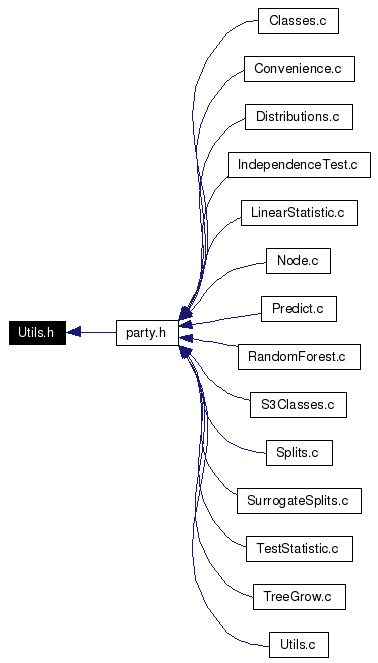 Classes.c
Convenience.c
Distributions.c
IndependenceTest.c
LinearStatistic.c
Node.c
Predict.c
Utils.h
party.h
RandomForest.c
S3Classes.c
Splits.c
SurrogateSplits.c
TestStatistic.c
TreeGrow.c
Utils.c